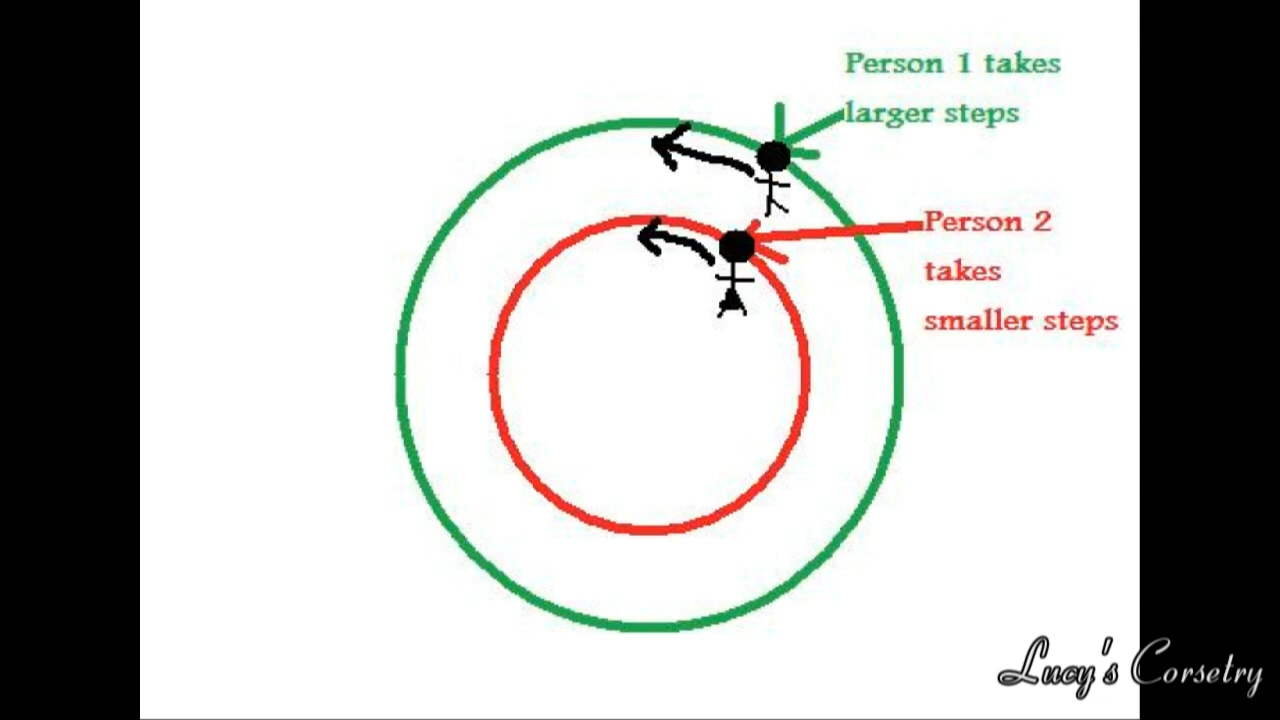 Person 1 takes
larger steps
Person 2
takes
smaller steps
Lucy's Corsetry